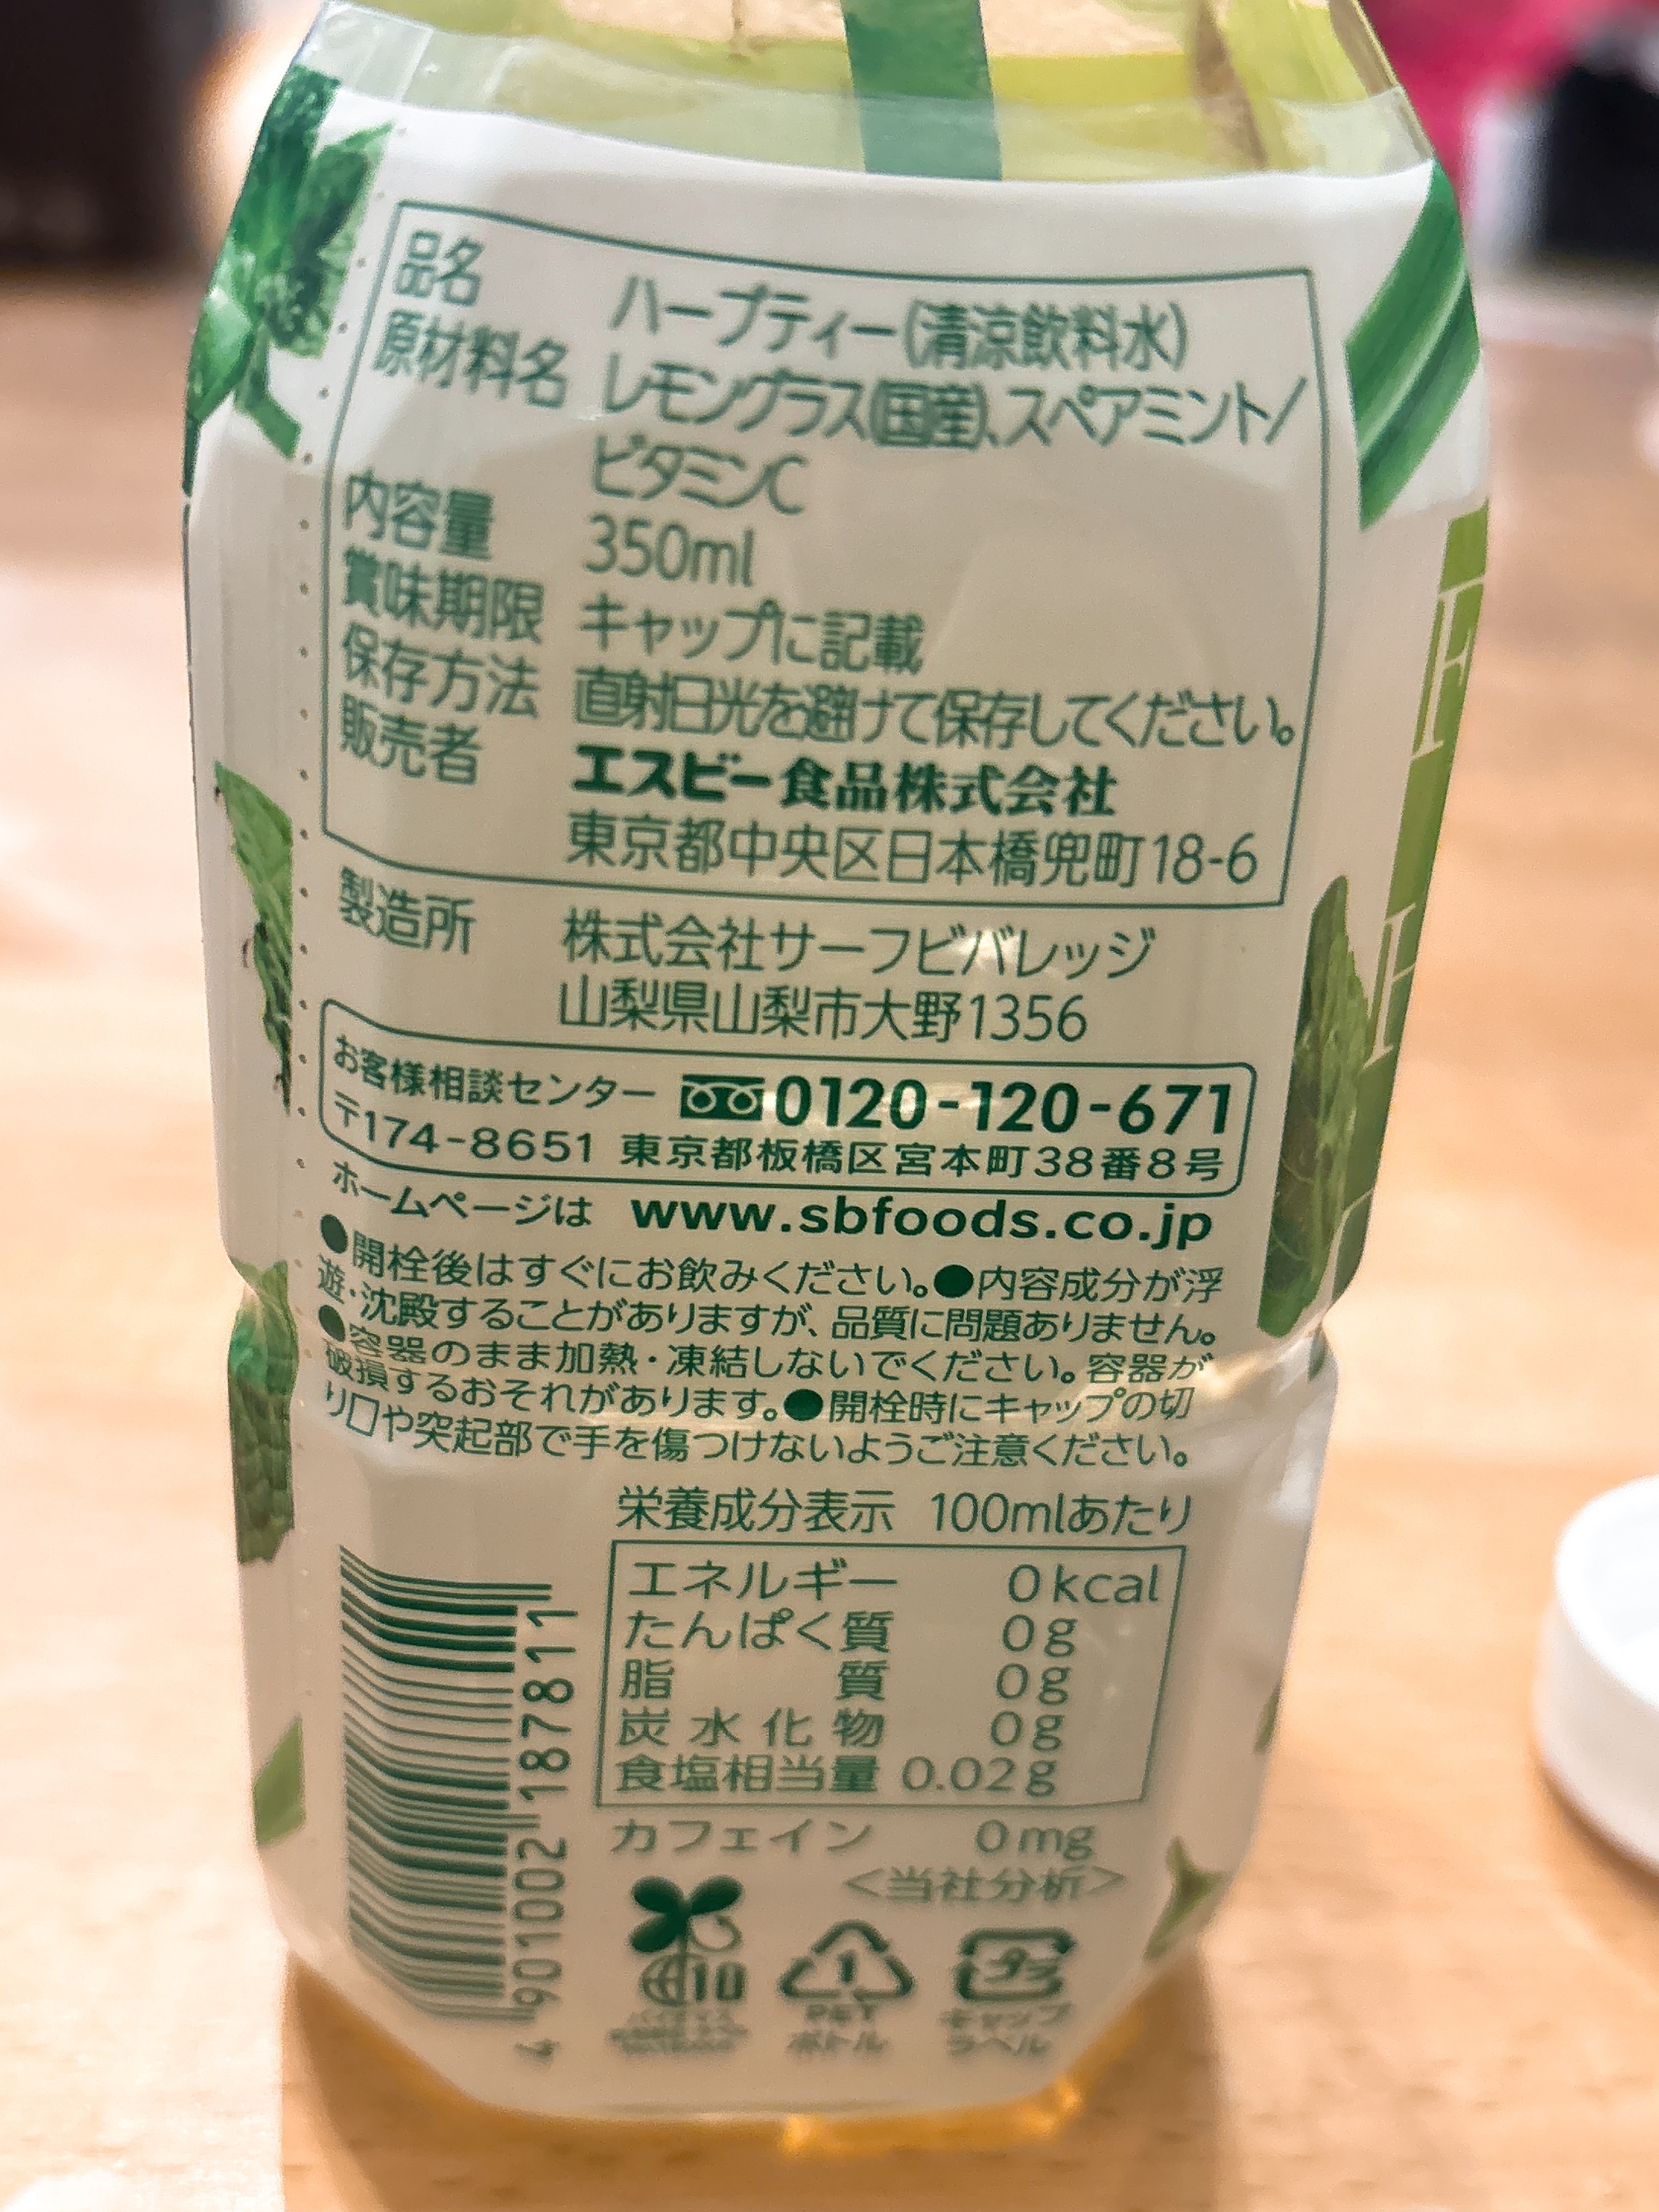 品名 ハーブティー(清涼飲料水)
原材料名 レモングラス(国産)、スペアミント/
ビタミンC
内容量 350ml
賞味期限 キャップに記載
保存方法 直射日光を避けて保存してください。
販売者 エスビー食品株式会社
東京都中央区日本橋兜町18-6
製造所 株式会社サーフビバレッジ
山梨県山梨市大野1356
お客様相談センター 0120-120-671
〒174-8651 東京都板橋区宮本町38番8号
ホームページは www.sbfoods.co.jp
●開栓後はすぐにお飲みください。●内容成分が浮
遊・沈殿することがありますが、品質に問題ありません。
●容器のまま加熱・凍結しないでください。容器が
破損するおそれがあります。●開栓時にキャップの切
り口や突起部で手を傷つけないようご注意ください。
栄養成分表示 100mlあたり
エネルギー 0kcal
たんぱく質 0g
脂質 0g
炭水化物 0g
食塩相当量 0.02g
カフェイン 0mg
<当社分析>
4 901002 187811
10
1
PET
ボトル
プラ
キャップ
ラベル